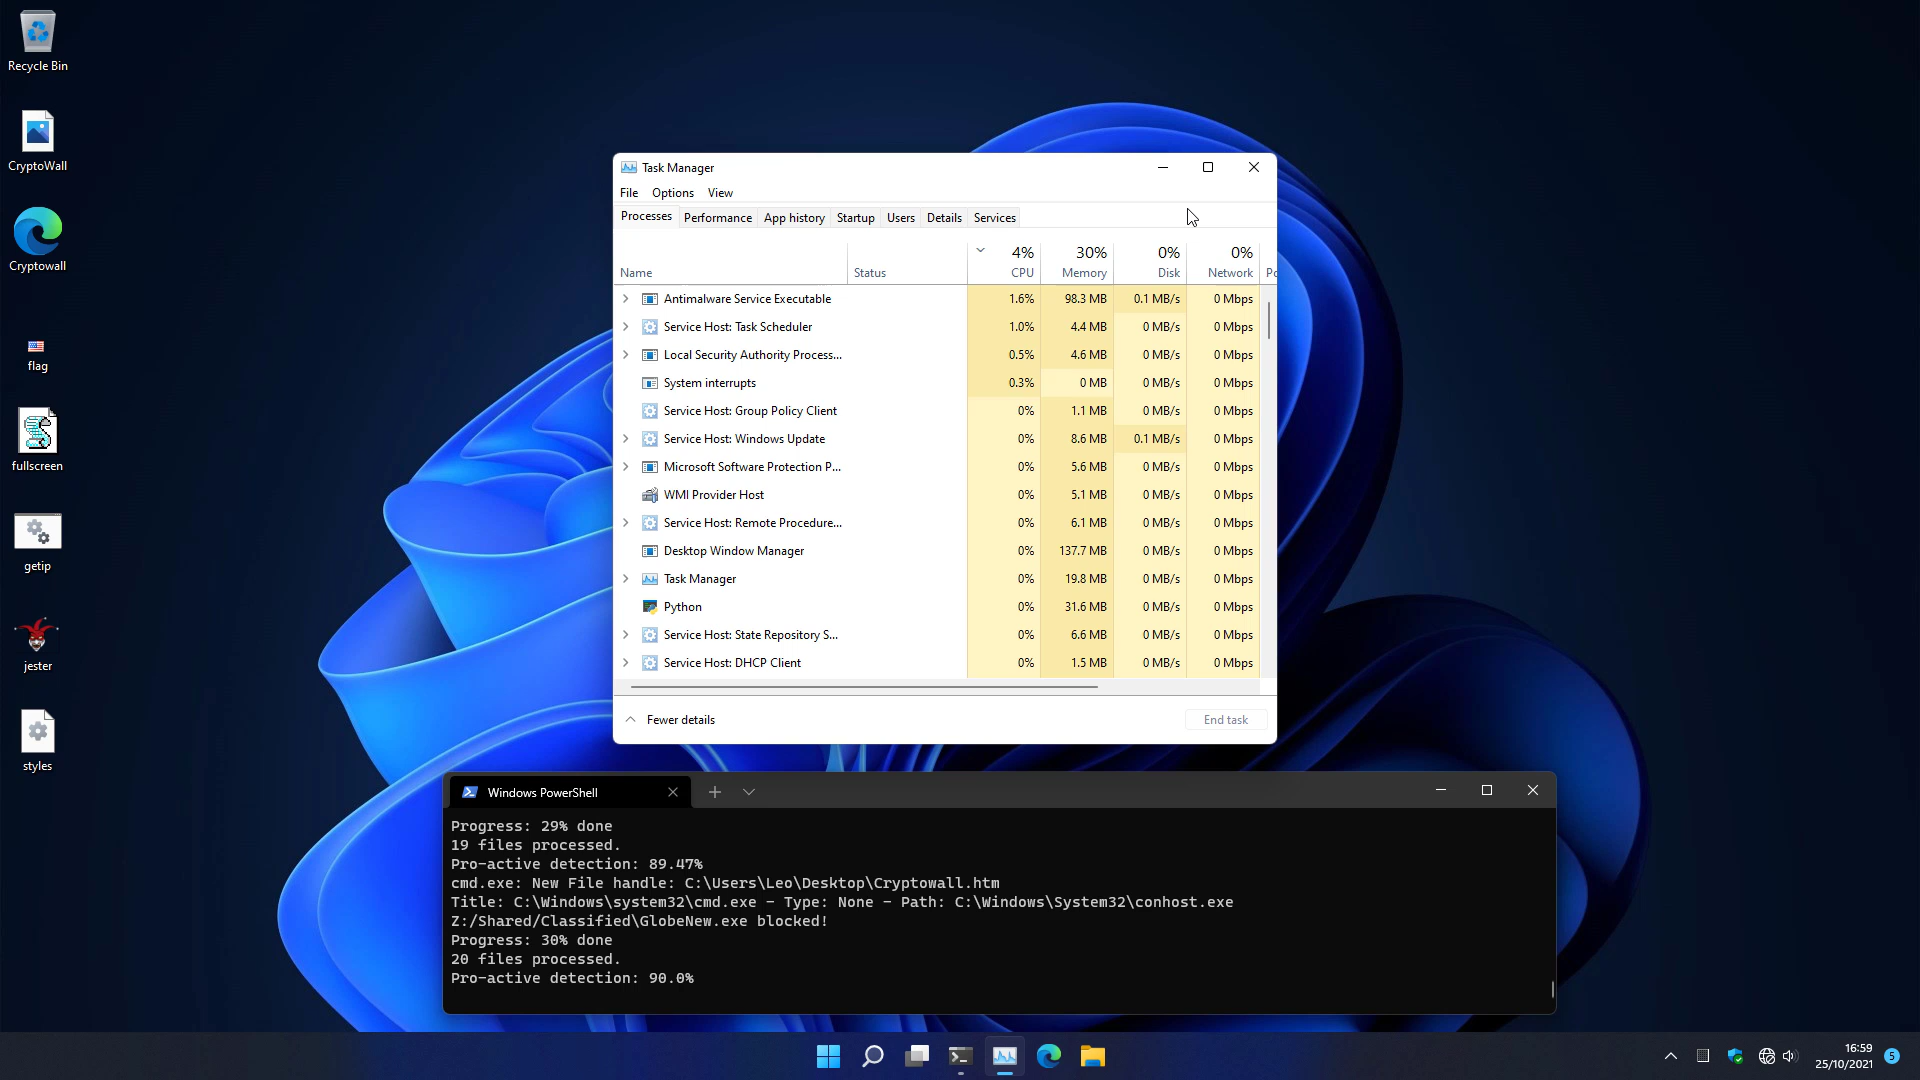 Recycle Bin
CryptoWall
Cryptowall
flag
fullscreen
getip
jester
styles
Task Manager
File Options View
Processes Performance App history Startup Users Details Services
4% 30% 0% 0%
Name Status CPU Memory Disk Network Po
Antimalware Service Executable 1.6% 98.3 MB 0.1 MB/s 0 Mbps
Service Host: Task Scheduler 1.0% 4.4 MB 0 MB/s 0 Mbps
Local Security Authority Process... 0.5% 4.6 MB 0 MB/s 0 Mbps
System interrupts 0.3% 0 MB 0 MB/s 0 Mbps
Service Host: Group Policy Client 0% 1.1 MB 0 MB/s 0 Mbps
Service Host: Windows Update 0% 8.6 MB 0.1 MB/s 0 Mbps
Microsoft Software Protection P... 0% 5.6 MB 0 MB/s 0 Mbps
WMI Provider Host 0% 5.1 MB 0 MB/s 0 Mbps
Service Host: Remote Procedure... 0% 6.1 MB 0 MB/s 0 Mbps
Desktop Window Manager 0% 137.7 MB 0 MB/s 0 Mbps
Task Manager 0% 19.8 MB 0 MB/s 0 Mbps
Python 0% 31.6 MB 0 MB/s 0 Mbps
Service Host: State Repository S... 0% 6.6 MB 0 MB/s 0 Mbps
Service Host: DHCP Client 0% 1.5 MB 0 MB/s 0 Mbps
Fewer details End task
Windows PowerShell
Progress: 29% done
19 files processed.
Pro-active detection: 89.47%
cmd.exe: New File handle: C:\Users\Leo\Desktop\Cryptowall.htm
Title: C:\Windows\system32\cmd.exe - Type: None - Path: C:\Windows\System32\conhost.exe
Z:/Shared/Classified\GlobeNew.exe blocked!
Progress: 30% done
20 files processed.
Pro-active detection: 90.0%
16:59
25/10/2021
5